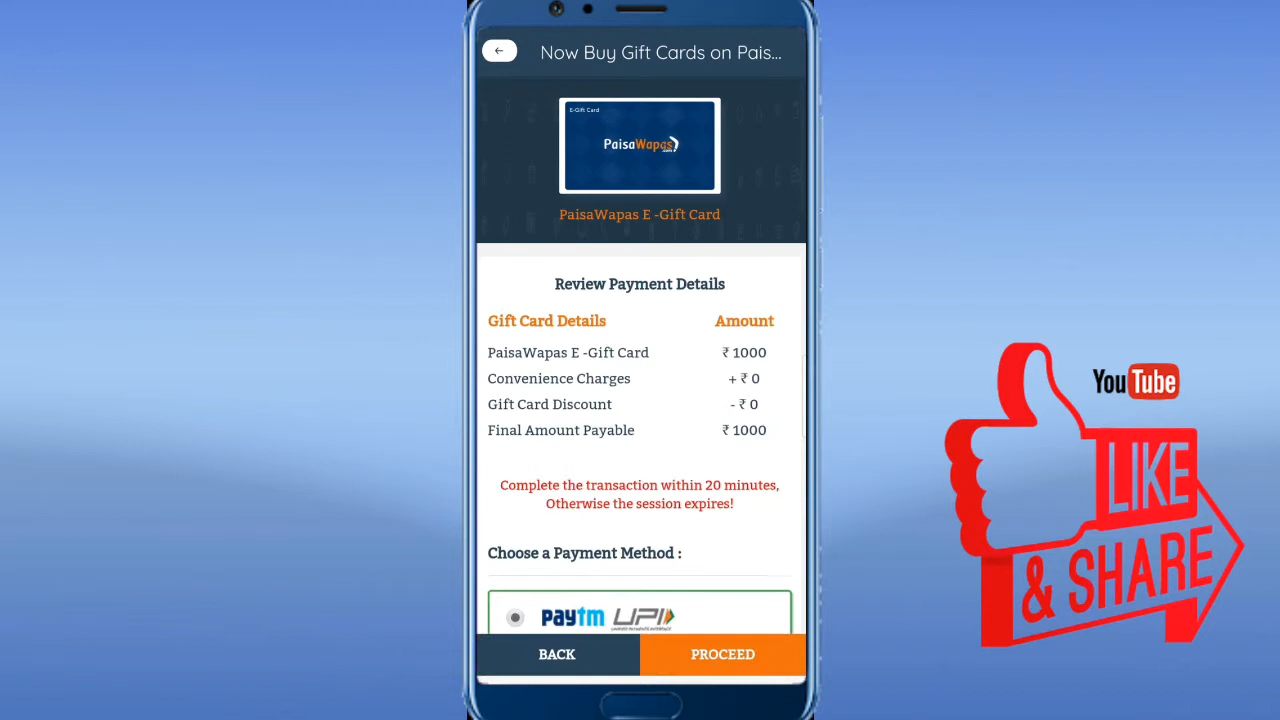 Now Buy Gift Cards on Pais...
E-Gift Card
PaisaWapas
.com
PaisaWapas E -Gift Card
Review Payment Details
Gift Card Details Amount
PaisaWapas E -Gift Card ₹ 1000
Convenience Charges + ₹ 0
Gift Card Discount - ₹ 0
Final Amount Payable ₹ 1000
Complete the transaction within 20 minutes,
Otherwise the session expires!
Choose a Payment Method :
paytm UPI
BACK PROCEED
YouTube
LIKE
& SHARE